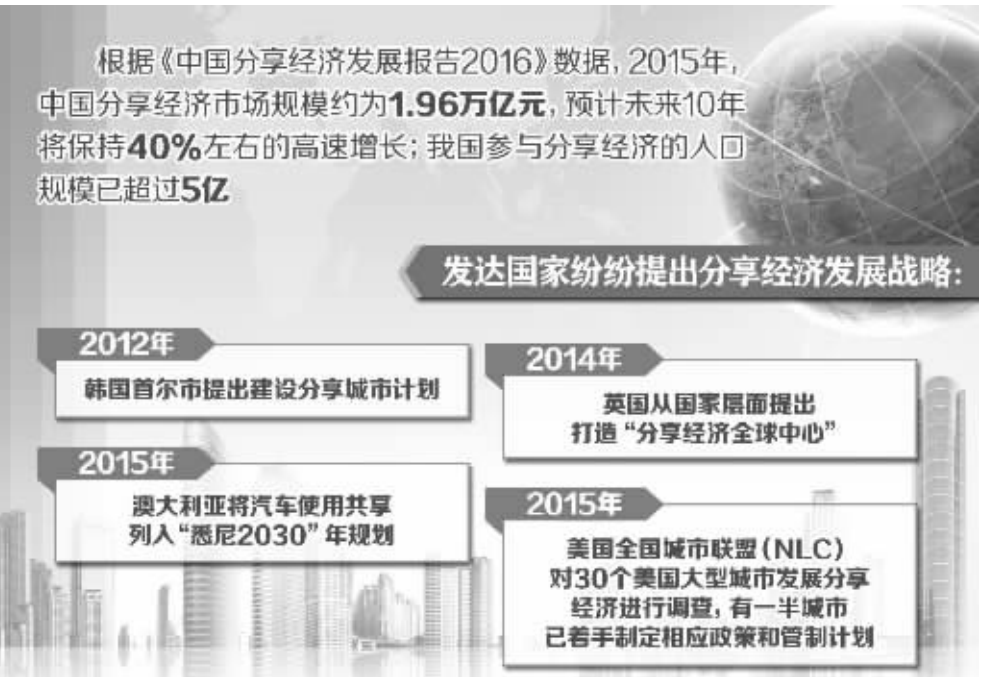 根据《中国分享经济发展报告2016》数据，2015年，
中国分享经济市场规模约为1.96万亿元，预计未来10年
将保持40%左右的高速增长；我国参与分享经济的人口
规模已超过5亿
发达国家纷纷提出分享经济发展战略：
2012年
韩国首尔市提出建设分享城市计划
2014年
英国从国家层面提出
打造“分享经济全球中心”
2015年
澳大利亚将汽车使用共享
列入“悉尼2030”年规划
2015年
美国全国城市联盟（NLC）
对30个美国大型城市发展分享
经济进行调查，有一半城市
已着手制定相应政策和管制计划